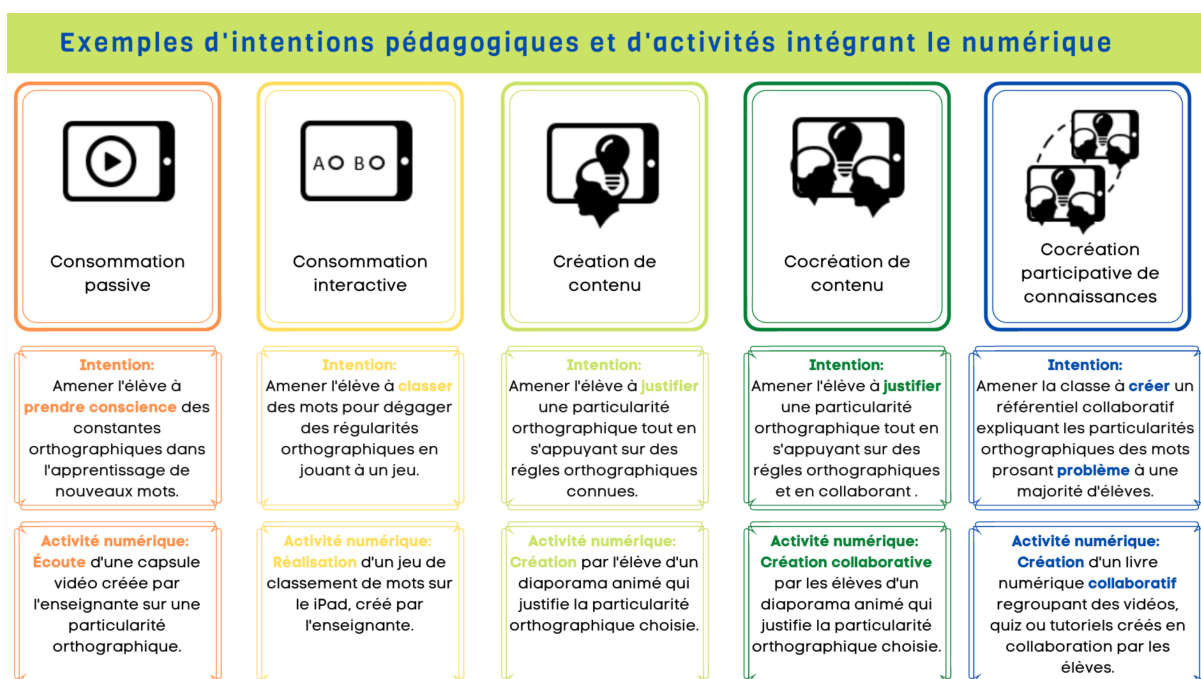 Exemples d'intentions pédagogiques et d'activités intégrant le numérique
Consommation
passive
A O B O
Consommation
interactive
Création de
contenu
Cocréation de
contenu
Cocréation
participative de
connaissances
Intention:
Amener l'élève à
prendre conscience des
constantes
orthographiques dans
l'apprentissage de
nouveaux mots.
Intention:
Amener l'élève à classer
des mots pour dégager
des régularités
orthographiques en
jouant à un jeu.
Intention:
Amener l'élève à justifier
une particularité
orthographique tout en
s'appuyant sur des
régles orthographiques
connues.
Intention:
Amener l'élève à justifier
une particularité
orthographique tout en
s'appuyant sur des
régles orthographiques
et en collaborant .
Intention:
Amener la classe à créer un
référentiel collaboratif
expliquant les particularités
orthographiques des mots
prosant problème à une
majorité d'élèves.
Activité numérique:
Écoute d'une capsule
vidéo créée par
l'enseignante sur une
particularité
orthographique.
Activité numérique:
Réalisation d'un jeu de
classement de mots sur
le iPad, créé par
l'enseignante.
Activité numérique:
Création par l'élève d'un
diaporama animé qui
justifie la particularité
orthographique choisie.
Activité numérique:
Création collaborative
par les élèves d'un
diaporama animé qui
justifie la particularité
orthographique choisie.
Activité numérique:
Création d'un livre
numérique collaboratif
regroupant des vidéos,
quiz ou tutoriels créés en
collaboration par les
élèves.